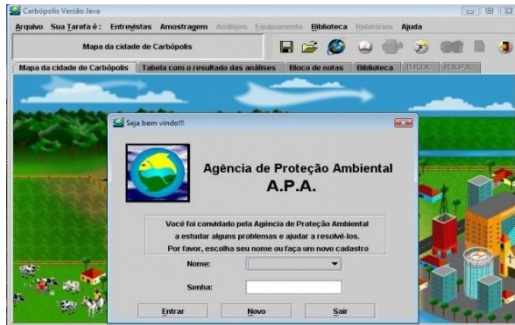 Carbópolis Versão Java
Arquivo Sua Tarefa é : Entrevistas Amostragem Análises Equipamento Biblioteca Relatórios Ajuda
Mapa da cidade de Carbópolis
Mapa da cidade de Carbópolis Tabela com o resultado das análises Bloco de notas Biblioteca R.I.C.A. R.A.P.A.
Seja bem vindo!!!
Agência de Proteção Ambiental
A.P.A.
Você foi convidado pela Agência de Proteção Ambiental
a estudar alguns problemas e ajudar a resolvê-los.
Por favor, escolha seu nome ou faça um novo cadastro
Nome:
Senha:
Entrar Novo Sair